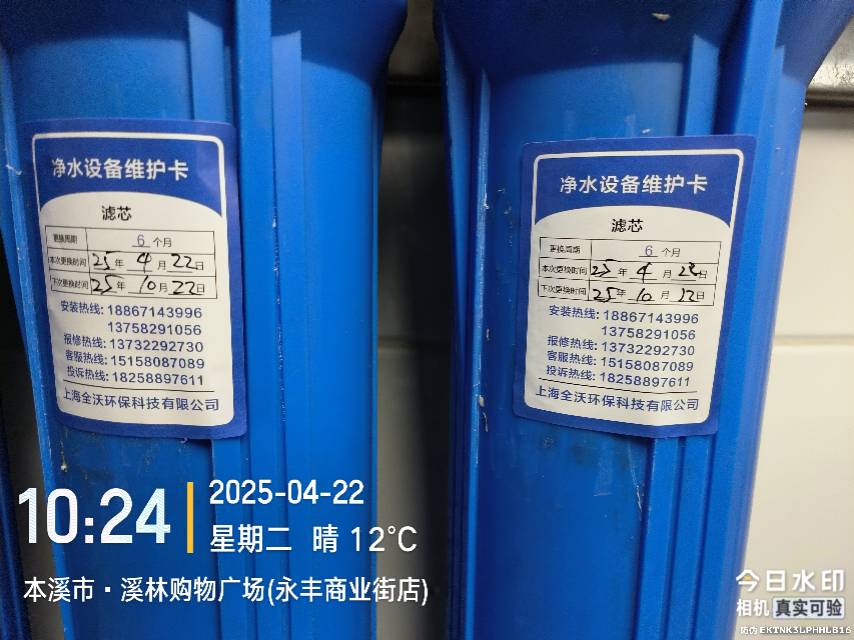 净水设备维护卡
滤芯
更换周期 6 个月
本次更换时间 25 年 4 月 22 日
下次更换时间 25 年 10 月 22 日
安装热线: 18867143996
13758291056
报修热线: 13732292730
客服热线: 15158087089
投诉热线: 18258897611
上海全沃环保科技有限公司
净水设备维护卡
滤芯
更换周期 6 个月
本次更换时间 25 年 4 月 22 日
下次更换时间 25 年 10 月 22 日
安装热线: 18867143996
13758291056
报修热线: 13732292730
客服热线: 15158087089
投诉热线: 18258897611
上海全沃环保科技有限公司
10:24
2025-04-22
星期二 晴 12°C
本溪市·溪林购物广场(永丰商业街店)
今日水印
相机 真实可验
防伪 EKTNK3LPHHLB16